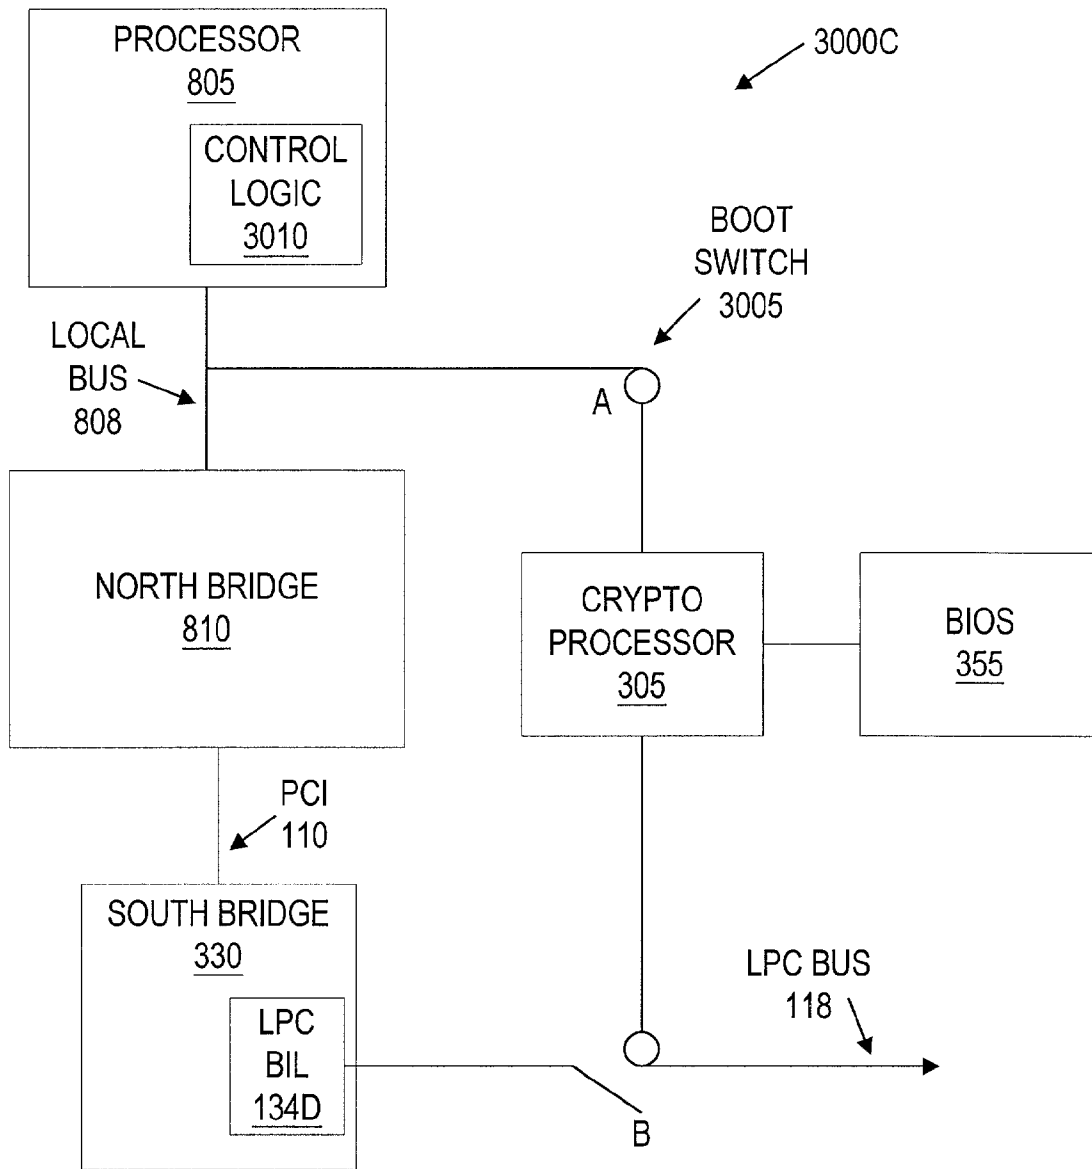 PROCESSOR
805
CONTROL
LOGIC
3010
3000C
BOOT
SWITCH
3005
LOCAL
BUS
808
A
NORTH BRIDGE
810
CRYPTO
PROCESSOR
305
BIOS
355
PCI
110
SOUTH BRIDGE
330
LPC
BIL
134D
LPC BUS
118
B